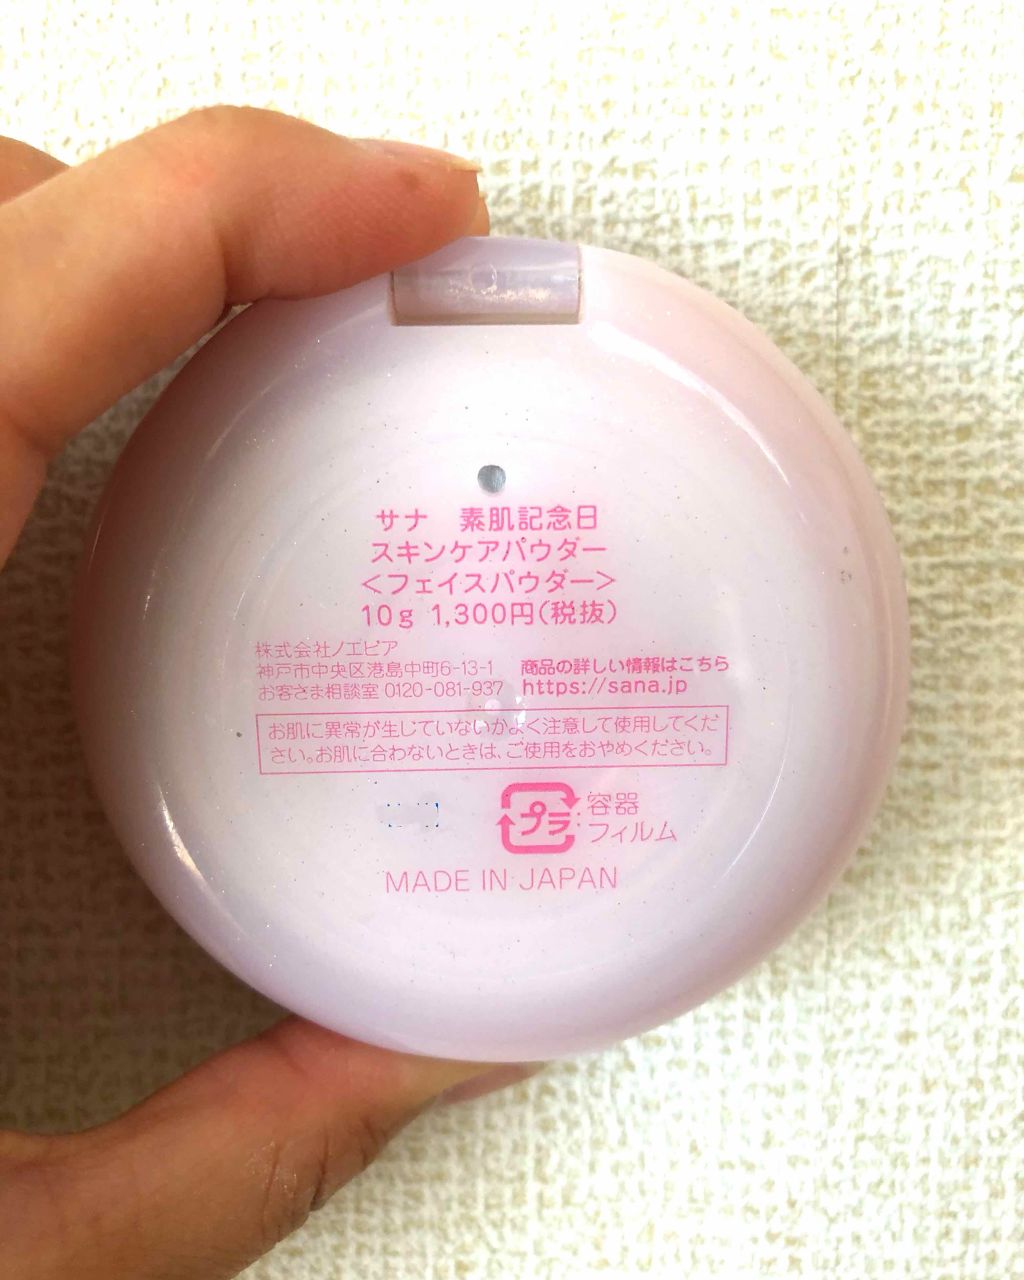 サナ 素肌記念日
スキンケアパウダー
<フェイスパウダー>
10g 1,300円(税抜)
株式会社ノエビア
神戸市中央区港島中町6-13-1
お客さま相談室 0120-081-937
商品の詳しい情報はこちら
https://sana.jp
お肌に異常が生じていないかよく注意して使用してくだ
さい。お肌に合わないときは、ご使用をおやめください。
プラ
容器
フィルム
MADE IN JAPAN